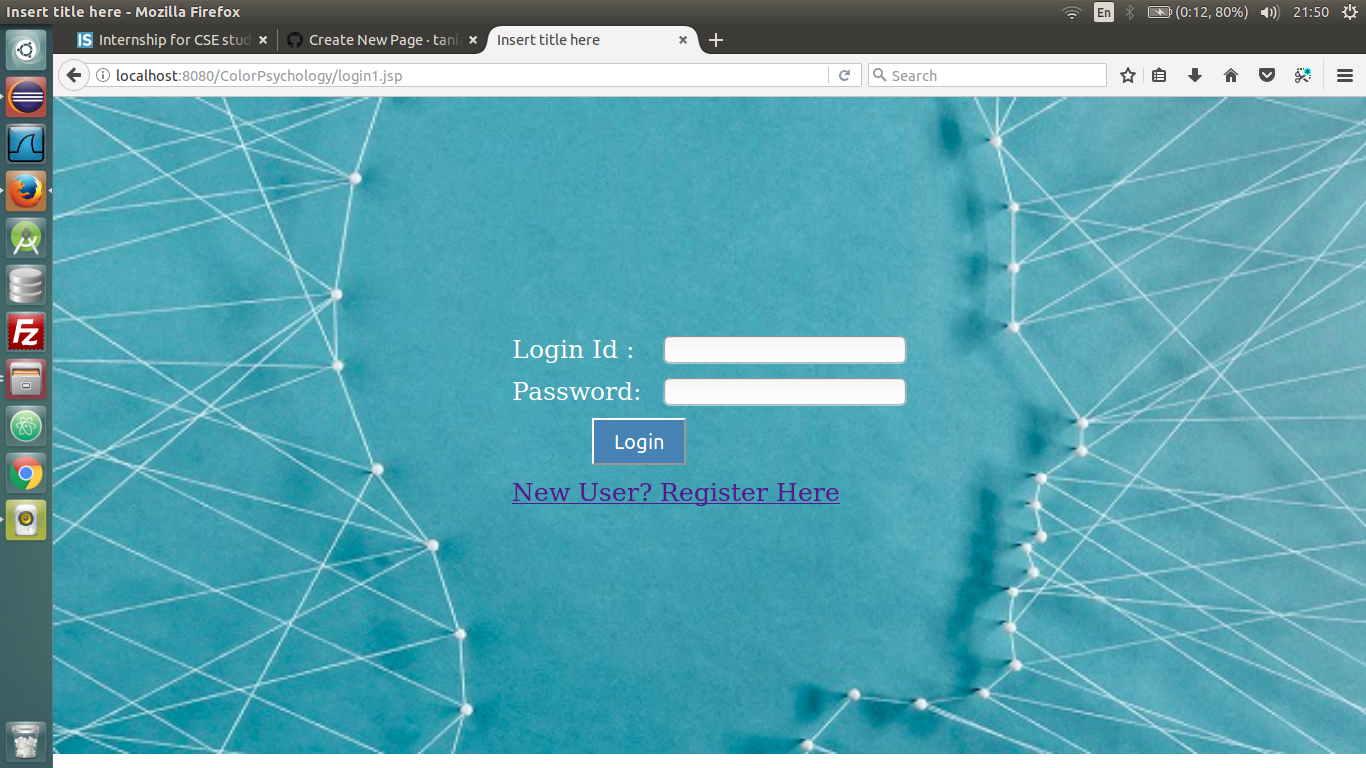 Insert title here - Mozilla Firefox
En
(0:12, 80%)
21:50
Internship for CSE stud
Create New Page · tani
Insert title here
localhost:8080/ColorPsychology/login1.jsp
Search
Login Id :
Password:
Login
New User? Register Here